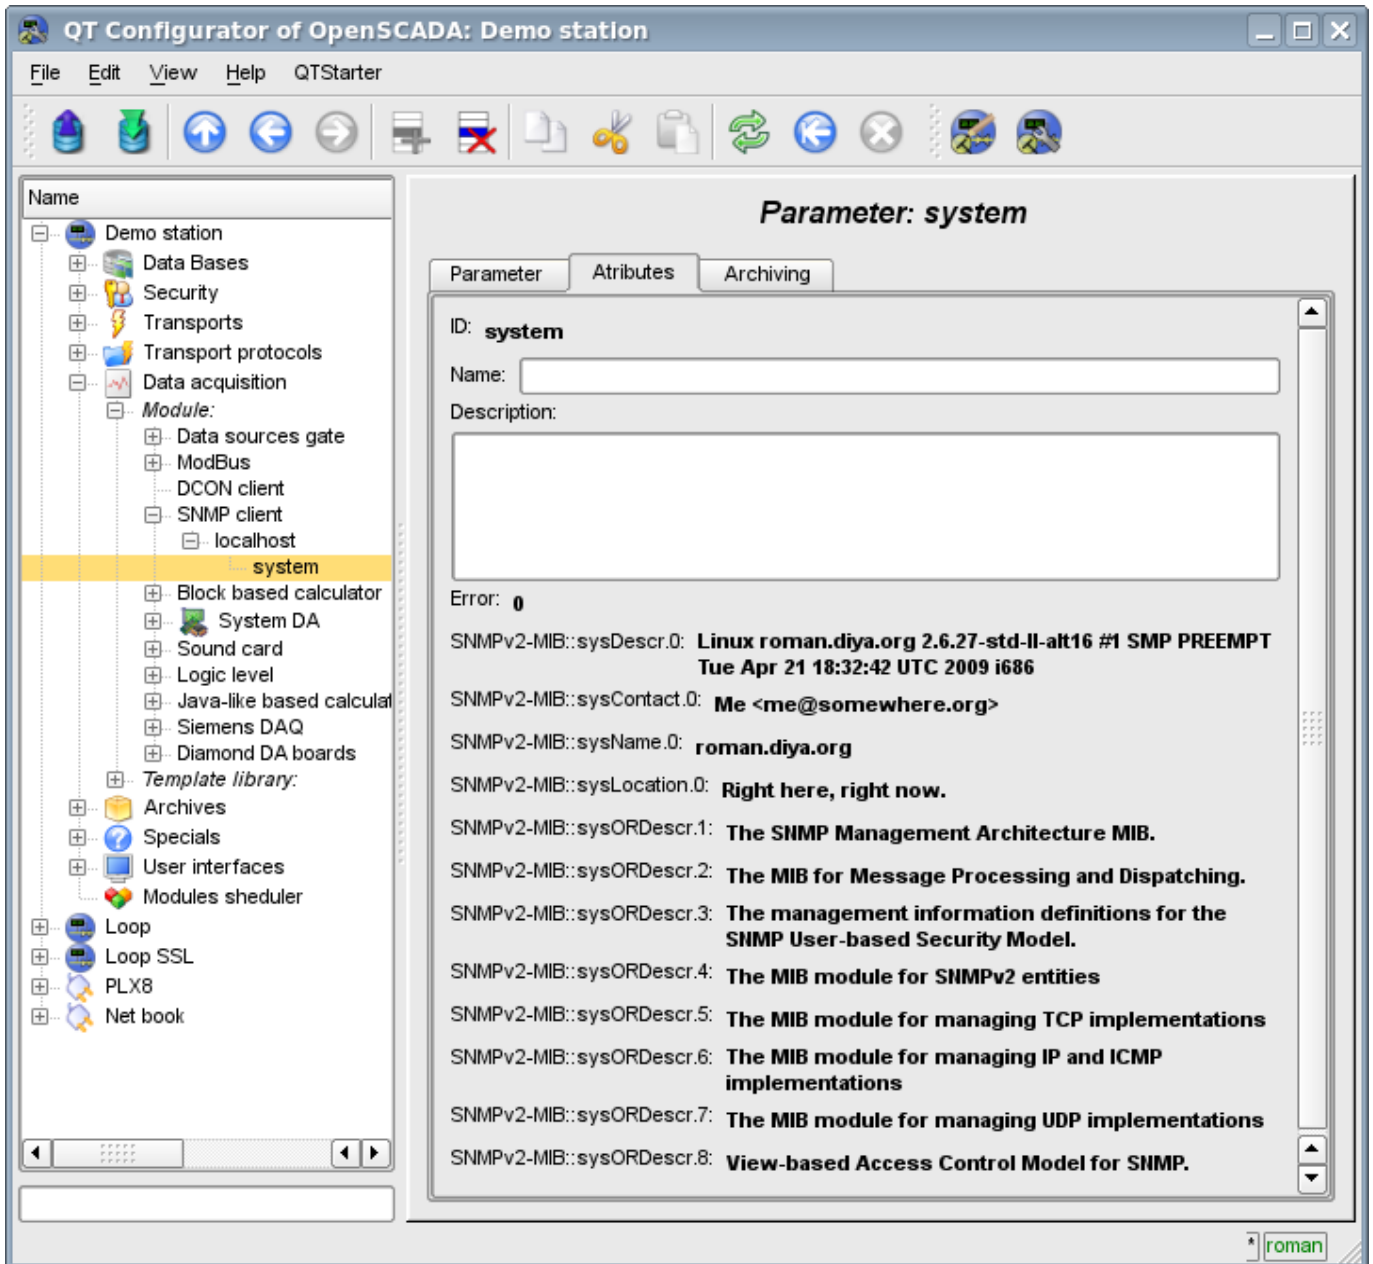 QT Configurator of OpenSCADA: Demo station
File Edit View Help QTStarter
Name
Demo station
Data Bases
Security
Transports
Transport protocols
Data acquisition
Module:
Data sources gate
ModBus
DCON client
SNMP client
localhost
system
Block based calculator
System DA
Sound card
Logic level
Java-like based calculat
Siemens DAQ
Diamond DA boards
Template library:
Archives
Specials
User interfaces
Modules sheduler
Loop
Loop SSL
PLX8
Net book
Parameter: system
Parameter Atributes Archiving
ID: system
Name:
Description:
Error: 0
SNMPv2-MIB::sysDescr.0: Linux roman.diya.org 2.6.27-std-ll-alt16 #1 SMP PREEMPT
Tue Apr 21 18:32:42 UTC 2009 i686
SNMPv2-MIB::sysContact.0: Me <me@somewhere.org>
SNMPv2-MIB::sysName.0: roman.diya.org
SNMPv2-MIB::sysLocation.0: Right here, right now.
SNMPv2-MIB::sysORDescr.1: The SNMP Management Architecture MIB.
SNMPv2-MIB::sysORDescr.2: The MIB for Message Processing and Dispatching.
SNMPv2-MIB::sysORDescr.3: The management information definitions for the
SNMP User-based Security Model.
SNMPv2-MIB::sysORDescr.4: The MIB module for SNMPv2 entities
SNMPv2-MIB::sysORDescr.5: The MIB module for managing TCP implementations
SNMPv2-MIB::sysORDescr.6: The MIB module for managing IP and ICMP
implementations
SNMPv2-MIB::sysORDescr.7: The MIB module for managing UDP implementations
SNMPv2-MIB::sysORDescr.8: View-based Access Control Model for SNMP.
* roman